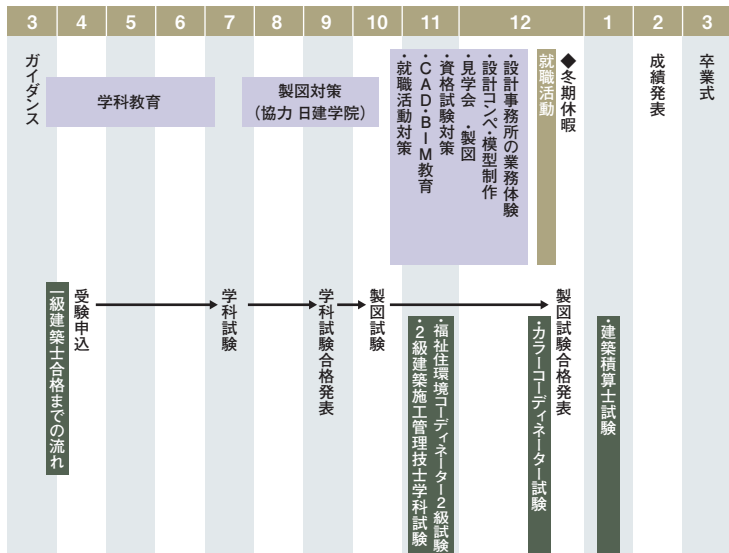 3 4 5 6 7 8 9 10 11 12 1 2 3
ガイダンス
学科教育
製図対策
(協力 日建学院)
・就職活動対策
・CAD・BIM教育
・資格試験対策
・見学会 ・製図
・設計コンペ・模型制作
・設計事務所の業務体験
就職活動
◆冬期休暇
成績発表
卒業式
一級建築士合格までの流れ
受験申込
学科試験
学科試験合格発表
製図試験
製図試験合格発表
・2級建築施工管理技士学科試験
・福祉住環境コーディネーター2級試験
・カラーコーディネーター試験
・建築積算士試験